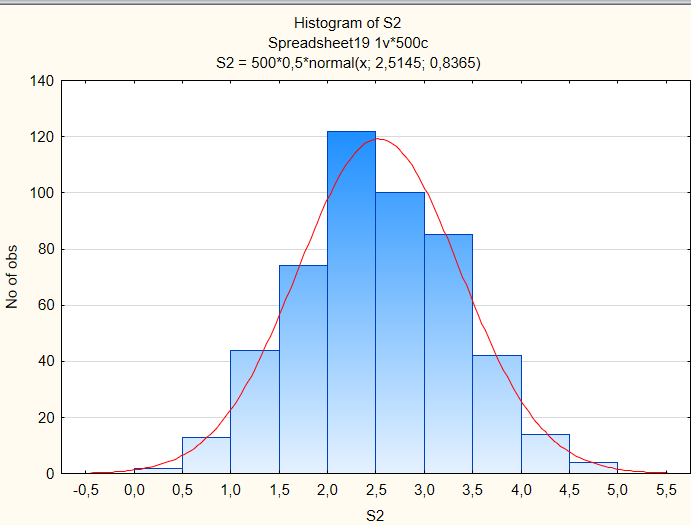 Histogram of S2
Spreadsheet19 1v*500c
S2 = 500*0,5*normal(x; 2,5145; 0,8365)
140
120
100
80
60
40
20
0
No of obs
-0,5 0,0 0,5 1,0 1,5 2,0 2,5 3,0 3,5 4,0 4,5 5,0 5,5
S2